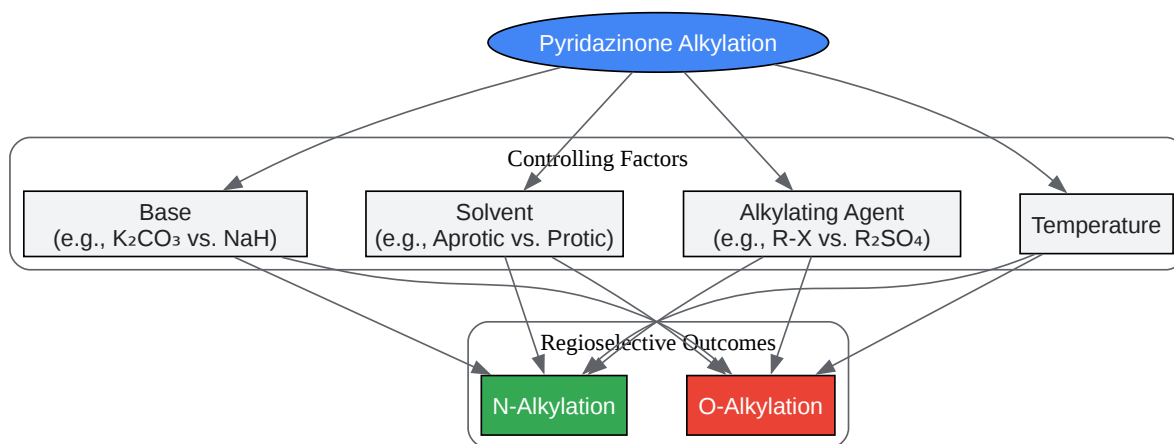 Pyridazinone Alkylation
Controlling Factors
Base
(e.g., K₂CO₃ vs. NaH)
Solvent
(e.g., Aprotic vs. Protic)
Alkylating Agent
(e.g., R-X vs. R₂SO₄)
Temperature
Regioselective Outcomes
N-Alkylation
O-Alkylation